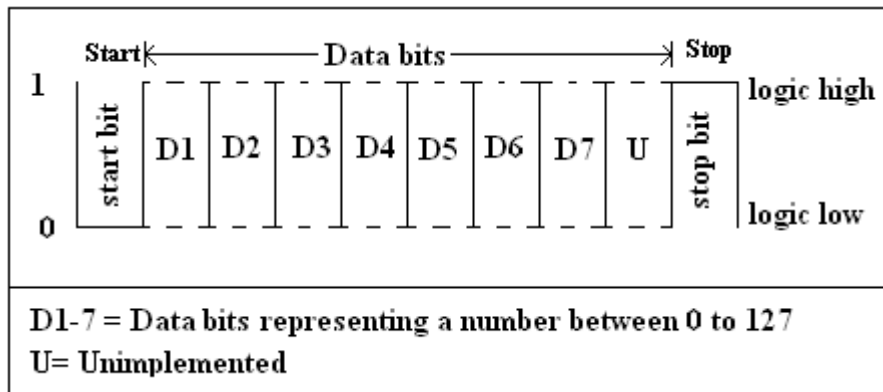 Start Data bits Stop
1 logic high
start bit D1 D2 D3 D4 D5 D6 D7 U stop bit
0 logic low
D1-7 = Data bits representing a number between 0 to 127
U= Unimplemented